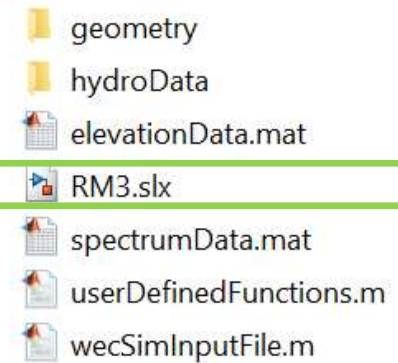 geometry
hydroData
elevationData.mat
RM3.slx
spectrumData.mat
userDefinedFunctions.m
wecSimInputFile.m